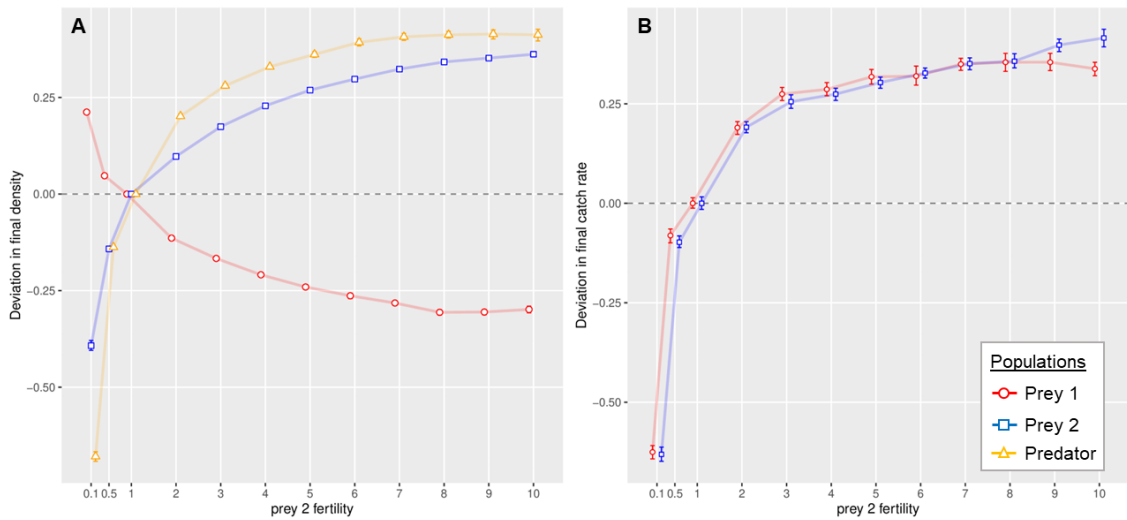 A
Deviation in final density
0.25
0.00
−0.25
−0.50
0.1 0.5 1 2 3 4 5 6 7 8 9 10
prey 2 fertility
B
Deviation in final catch rate
0.25
0.00
−0.25
−0.50
0.1 0.5 1 2 3 4 5 6 7 8 9 10
prey 2 fertility
Populations
Prey 1
Prey 2
Predator